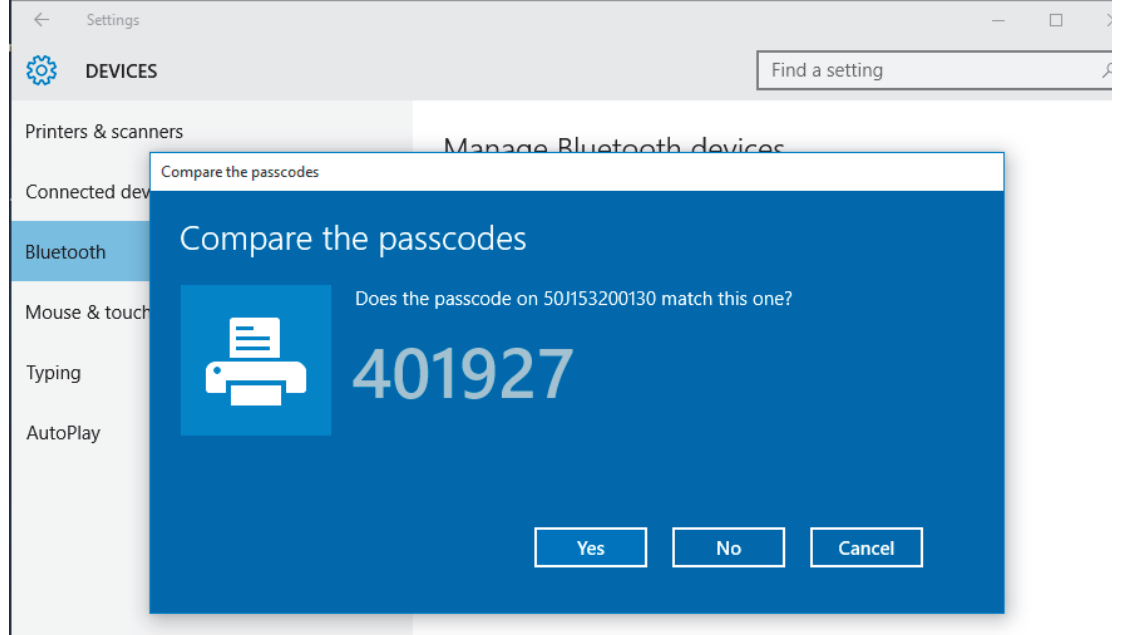 Settings
DEVICES
Find a setting
Printers & scanners
Manage Bluetooth devices
Compare the passcodes
Connected dev
Compare the passcodes
Bluetooth
Does the passcode on 50J153200130 match this one?
Mouse & touch
401927
Typing
AutoPlay
Yes No Cancel